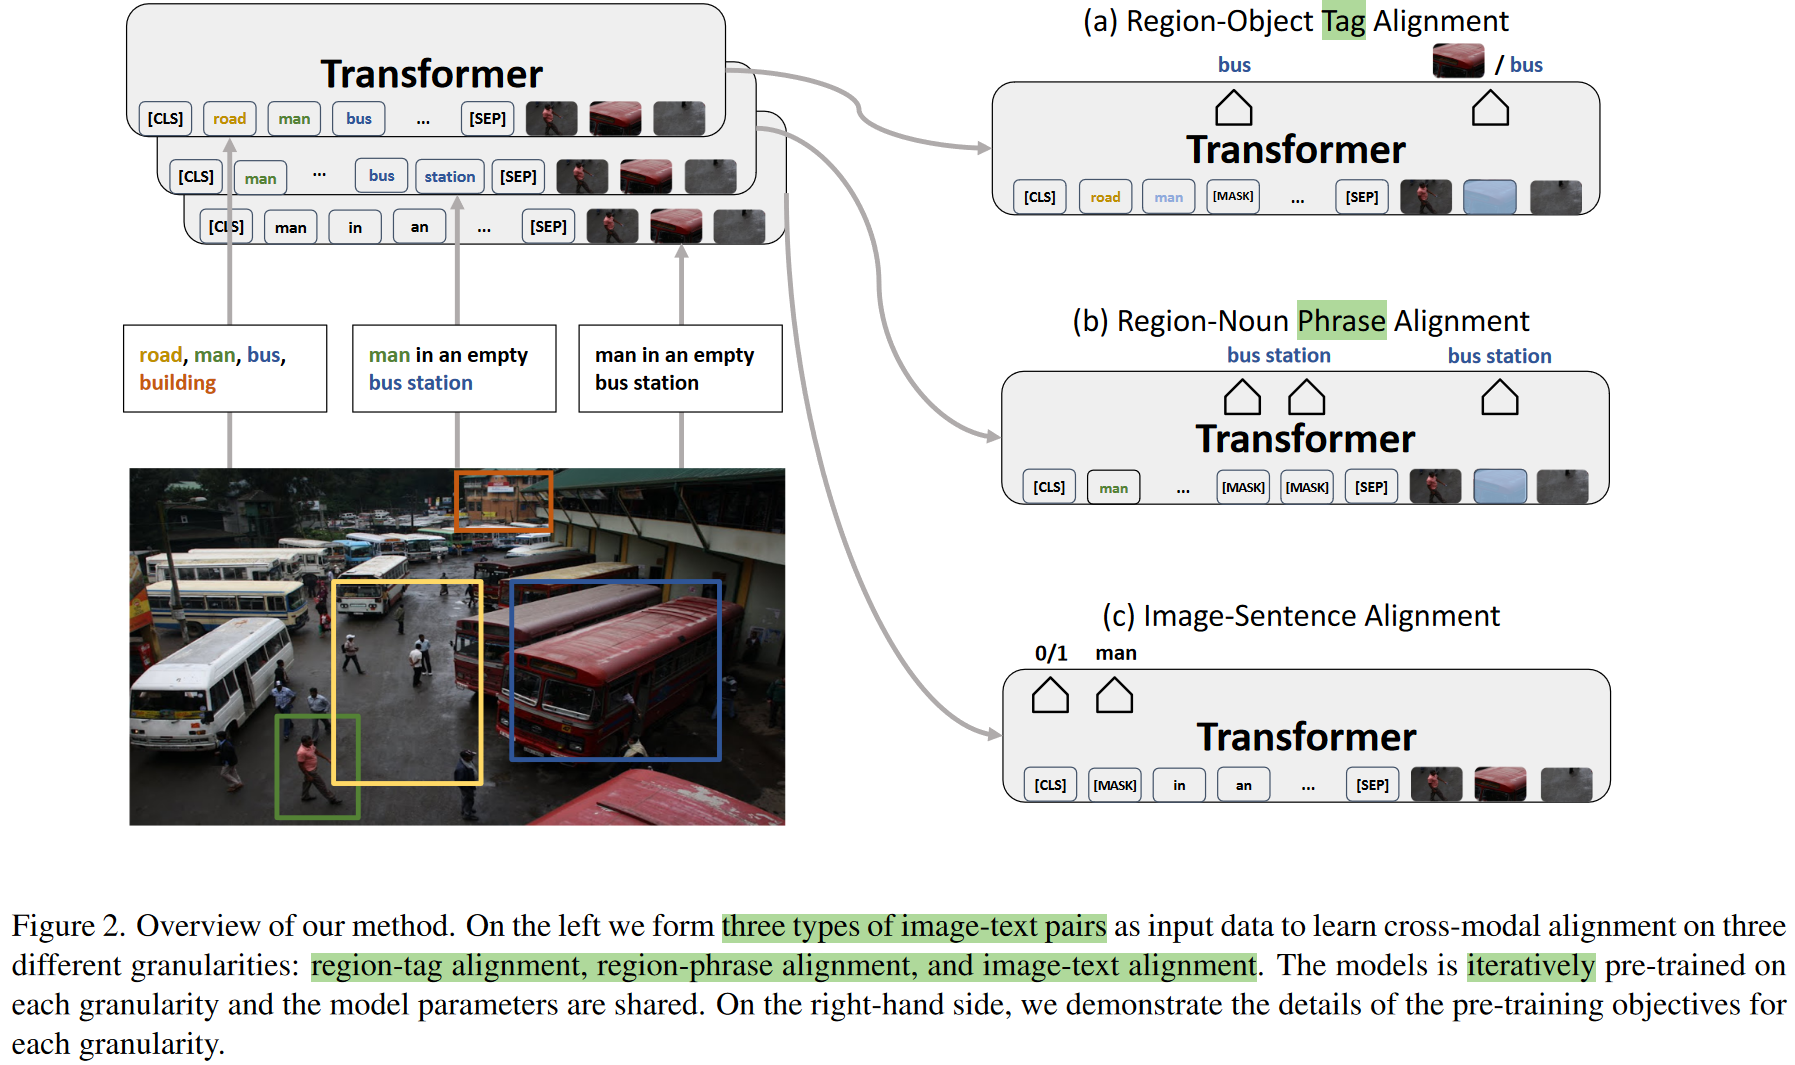 Transformer
[CLS] road man bus ... [SEP]
[CLS] man ... bus station [SEP]
[CLS] man in an ... [SEP]
road, man, bus,
building
man in an empty
bus station
man in an empty
bus station
(a) Region-Object Tag Alignment
bus / bus
Transformer
[CLS] road man [MASK] ... [SEP]
(b) Region-Noun Phrase Alignment
bus station bus station
Transformer
[CLS] man ... [MASK] [MASK] [SEP]
(c) Image-Sentence Alignment
0/1 man
Transformer
[CLS] [MASK] in an ... [SEP]
Figure 2. Overview of our method. On the left we form three types of image-text pairs as input data to learn cross-modal alignment on three
different granularities: region-tag alignment, region-phrase alignment, and image-text alignment. The models is iteratively pre-trained on
each granularity and the model parameters are shared. On the right-hand side, we demonstrate the details of the pre-training objectives for
each granularity.